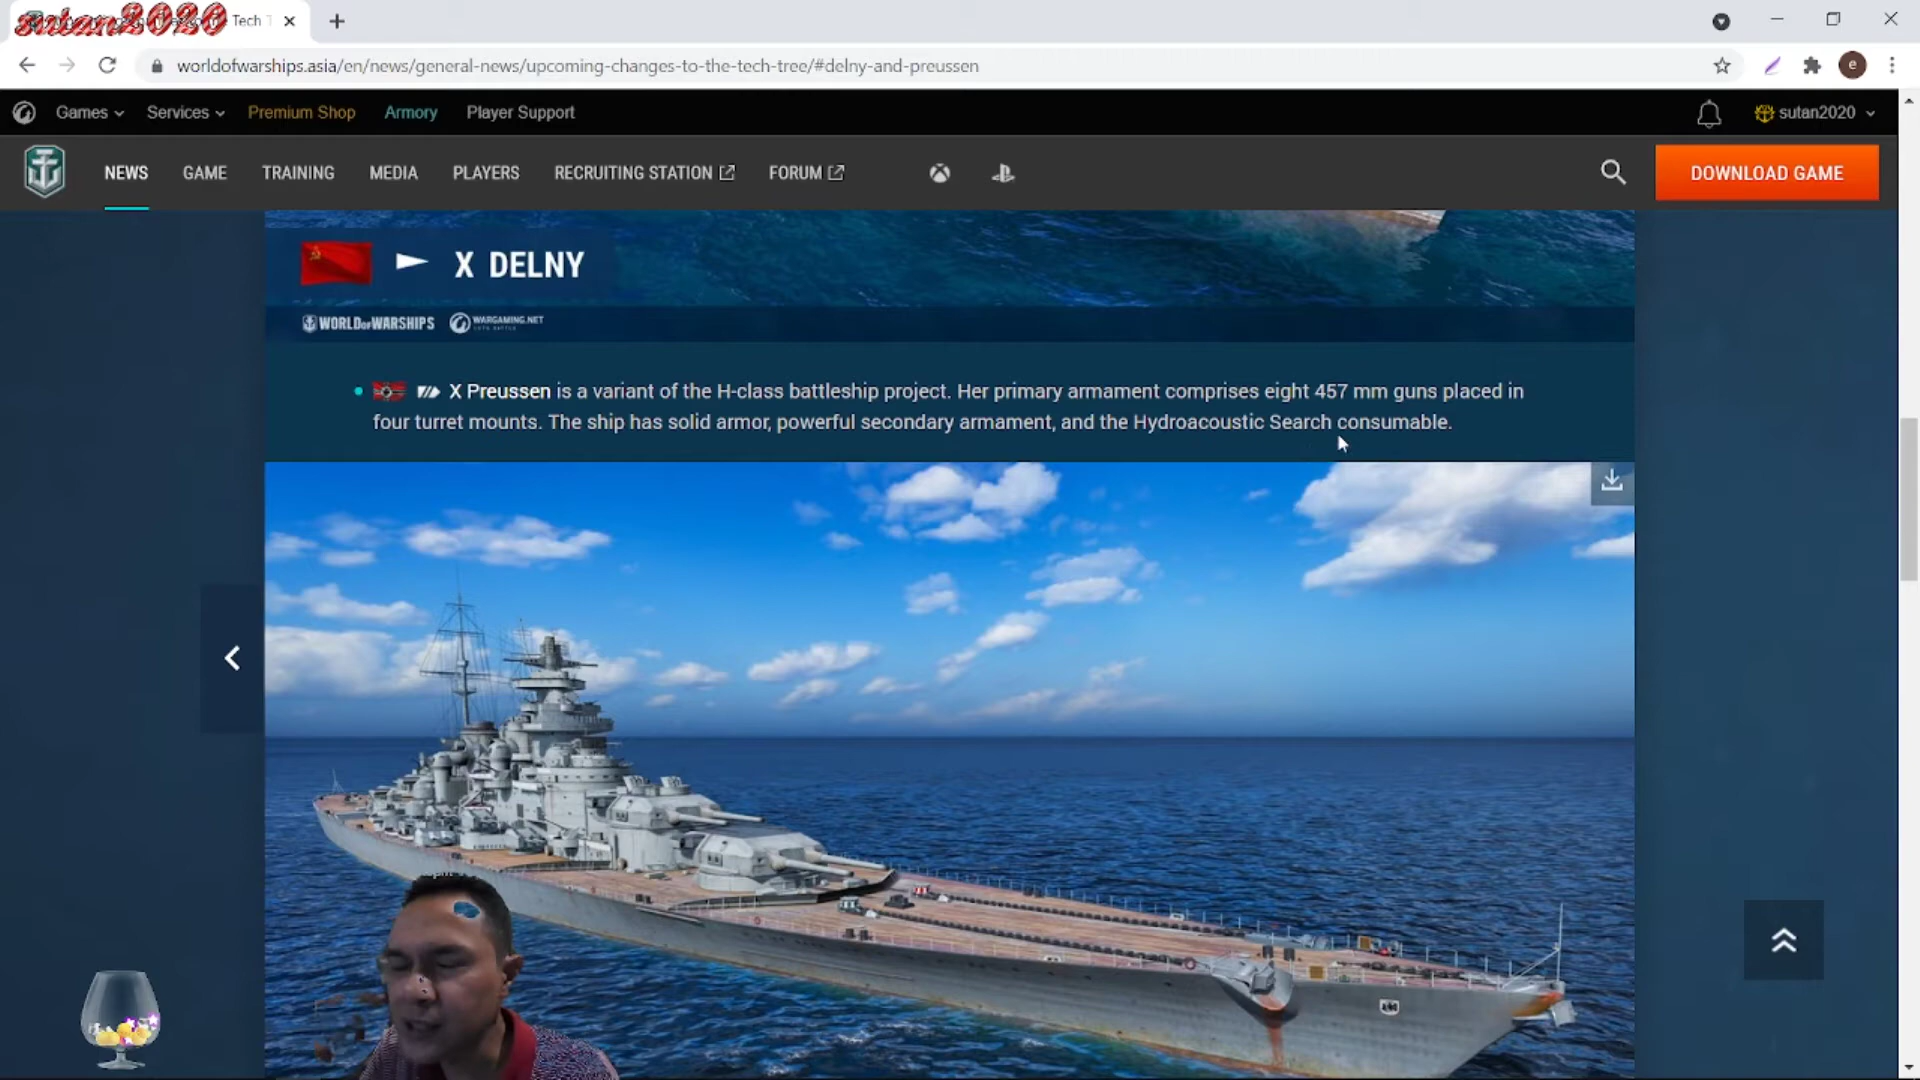 sutan2020
Tech T
worldofwarships.asia/en/news/general-news/upcoming-changes-to-the-tech-tree/#delny-and-preussen
e
Games Services Premium Shop Armory Player Support
sutan2020
NEWS GAME TRAINING MEDIA PLAYERS RECRUITING STATION FORUM
DOWNLOAD GAME
X DELNY
WORLD OF WARSHIPS WARGAMING.NET
X Preussen is a variant of the H-class battleship project. Her primary armament comprises eight 457 mm guns placed in
four turret mounts. The ship has solid armor, powerful secondary armament, and the Hydroacoustic Search consumable.